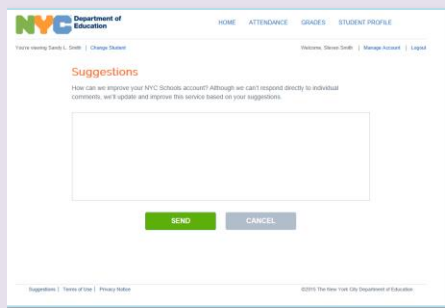 NYC Department of
Education
HOME ATTENDANCE GRADES STUDENT PROFILE
You're viewing Sarah L. Smith | Change Student Welcome, Steven Smith | Manage Account | Logout
Suggestions
How can we improve your NYC Schools account? Although we can't respond directly to individual
comments, we'll update and improve this service based on your suggestions.
SEND CANCEL
Suggestions | Terms of Use | Privacy Notice ©2015 The New York City Department of Education